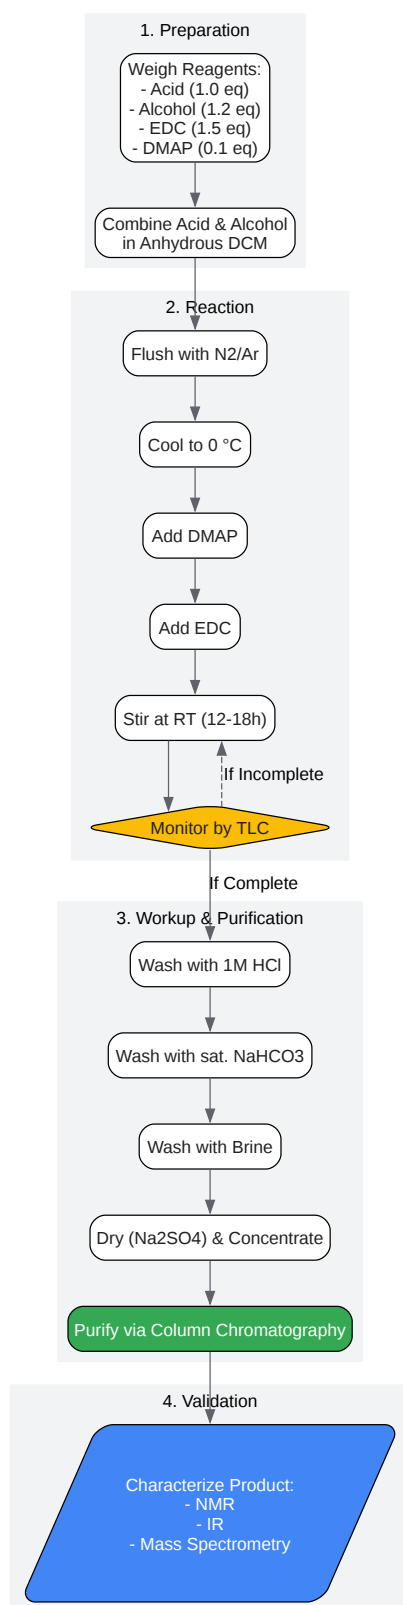 1. Preparation
Weigh Reagents:
- Acid (1.0 eq)
- Alcohol (1.2 eq)
- EDC (1.5 eq)
- DMAP (0.1 eq)
Combine Acid & Alcohol
in Anhydrous DCM
2. Reaction
Flush with N2/Ar
Cool to 0 °C
Add DMAP
Add EDC
Stir at RT (12-18h)
If Incomplete
Monitor by TLC
If Complete
3. Workup & Purification
Wash with 1M HCl
Wash with sat. NaHCO3
Wash with Brine
Dry (Na2SO4) & Concentrate
Purify via Column Chromatography
4. Validation
Characterize Product:
- NMR
- IR
- Mass Spectrometry